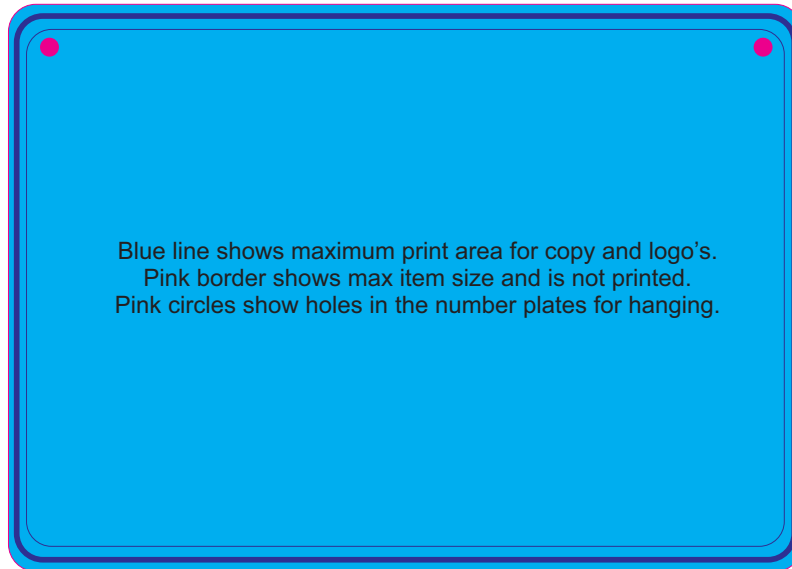 Blue line shows maximum print area for copy and logo’s.
Pink border shows max item size and is not printed.
Pink circles show holes in the number plates for hanging.